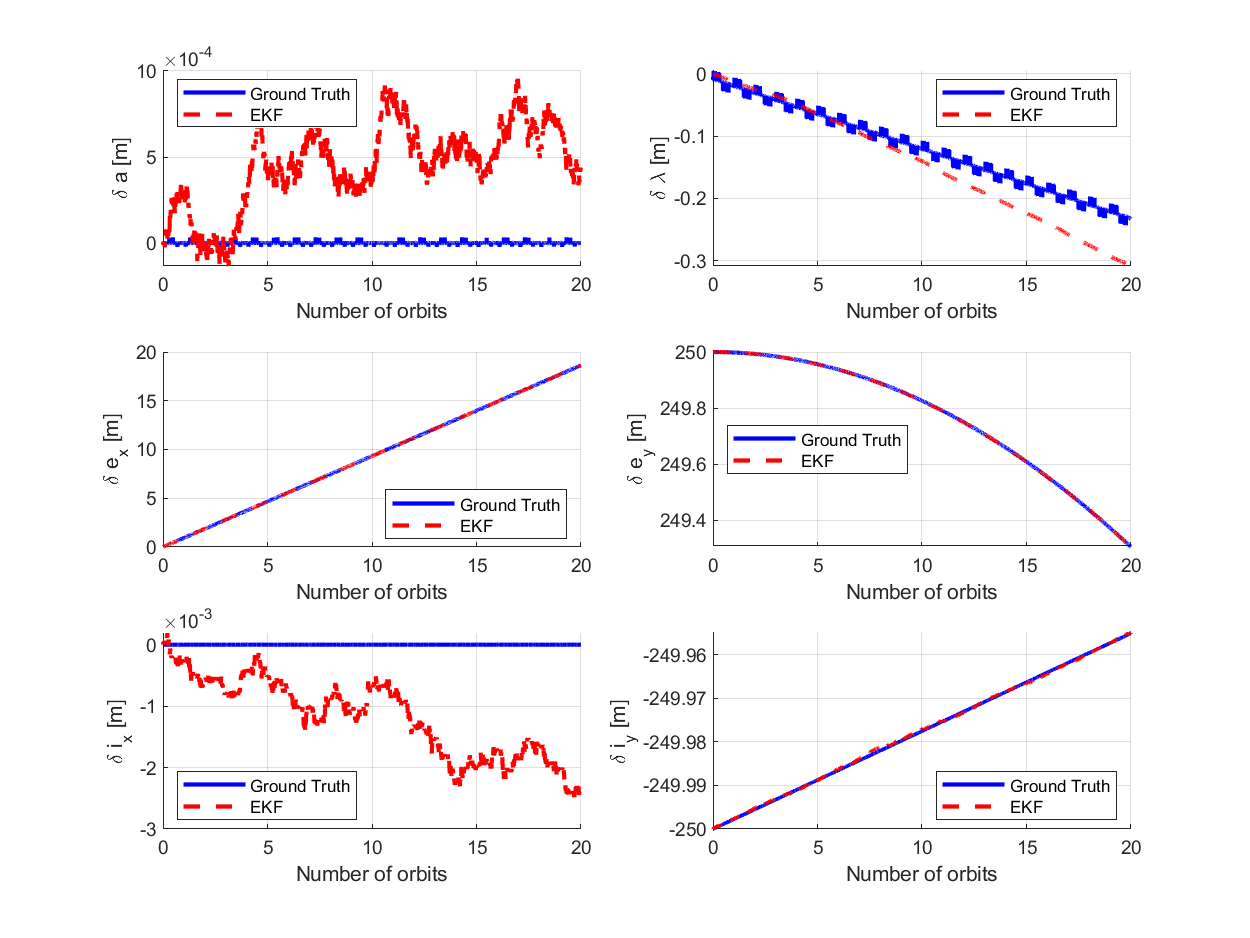 ×10-4
10
5
0
δ a [m]
Ground Truth
EKF
0 5 10 15 20
Number of orbits
0
-0.1
-0.2
-0.3
δ λ [m]
Ground Truth
EKF
0 5 10 15 20
Number of orbits
20
15
10
5
0
δ ex [m]
Ground Truth
EKF
0 5 10 15 20
Number of orbits
250
249.8
249.6
249.4
δ ey [m]
Ground Truth
EKF
0 5 10 15 20
Number of orbits
×10-3
0
-1
-2
-3
δ ix [m]
Ground Truth
EKF
0 5 10 15 20
Number of orbits
-249.96
-249.97
-249.98
-249.99
-250
δ iy [m]
Ground Truth
EKF
0 5 10 15 20
Number of orbits